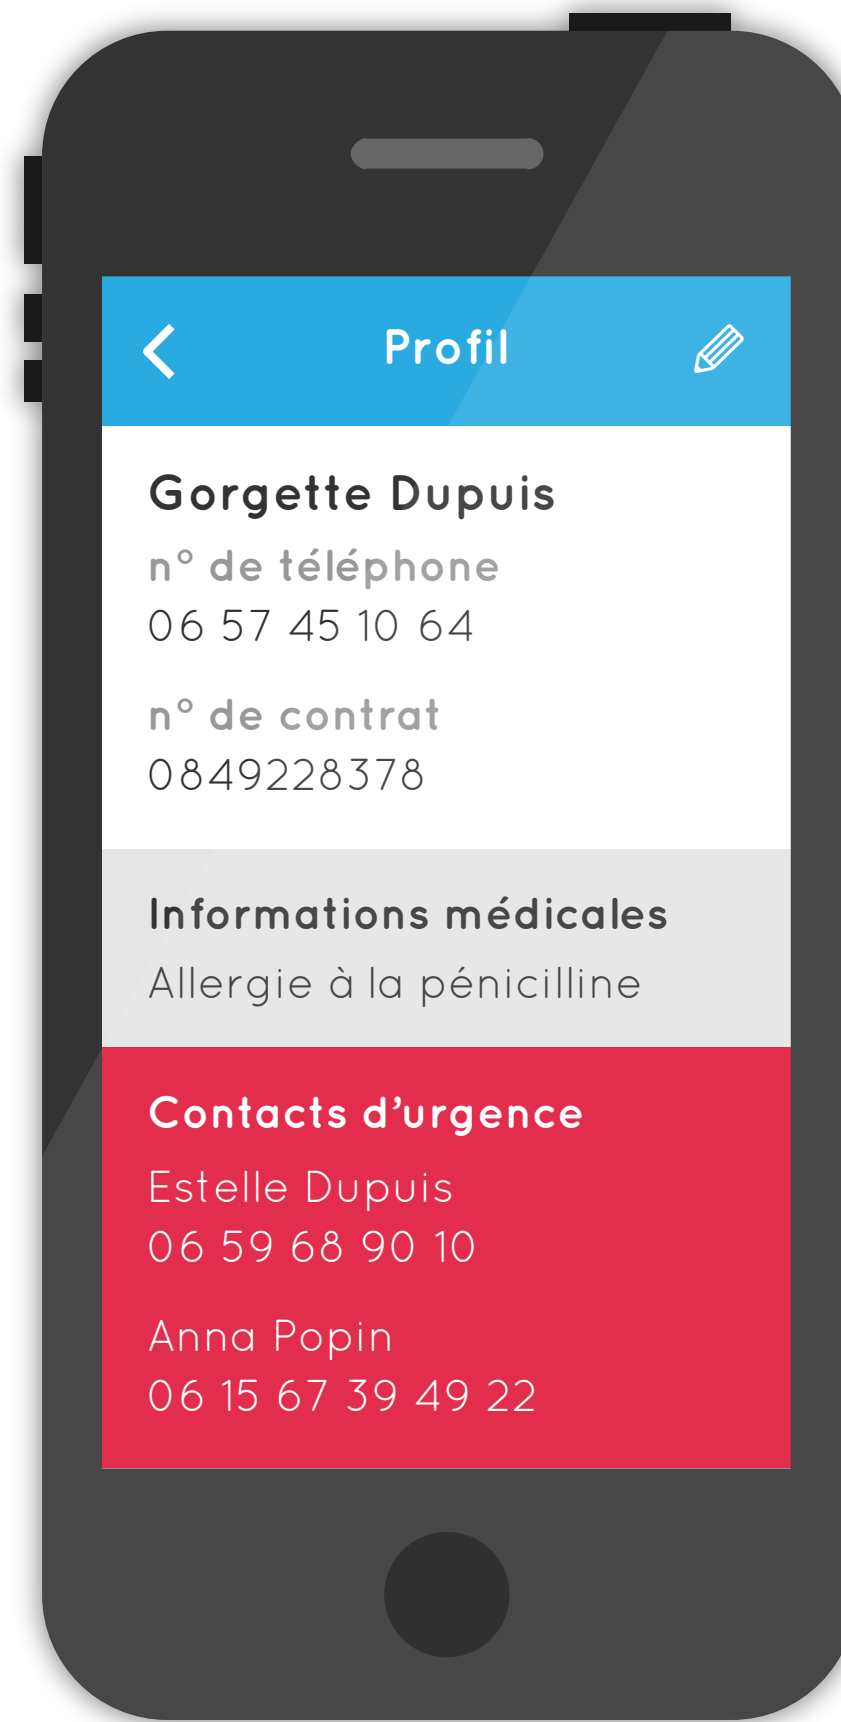 Profil
Gorgette Dupuis
n° de téléphone
06 57 45 10 64
n° de contrat
0849228378
Informations médicales
Allergie à la pénicilline
Contacts d’urgence
Estelle Dupuis
06 59 68 90 10
Anna Popin
06 15 67 39 49 22